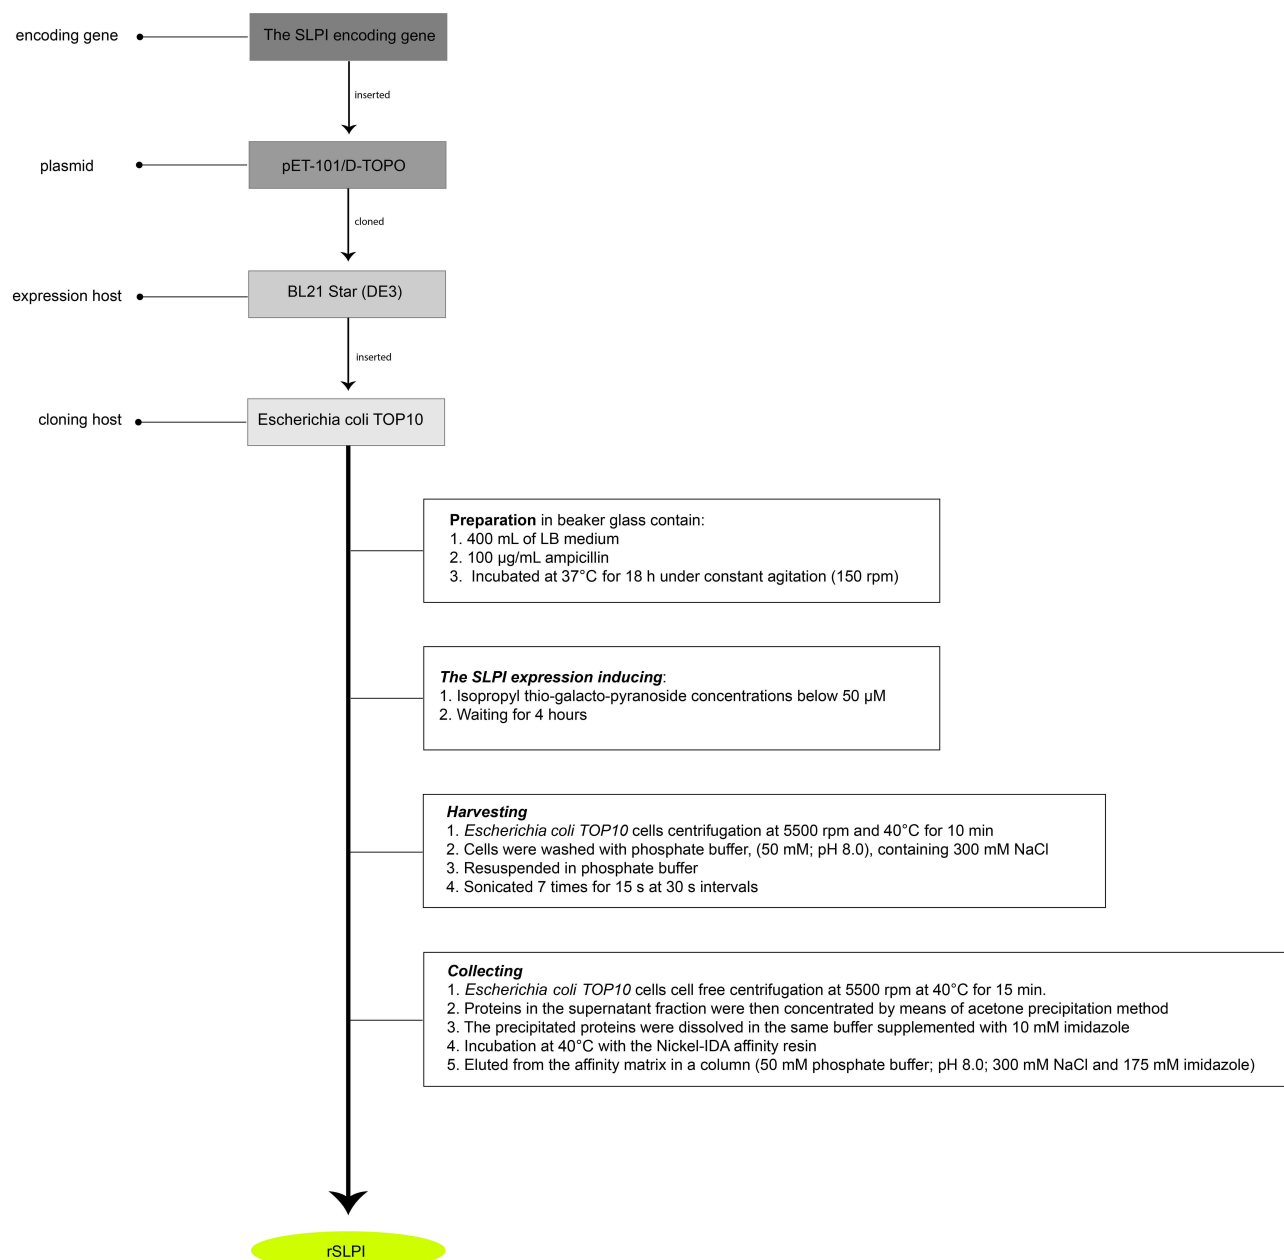 encoding gene
The SLPI encoding gene
inserted
plasmid
pET-101/D-TOPO
cloned
expression host
BL21 Star (DE3)
inserted
cloning host
Escherichia coli TOP10
Preparation in beaker glass contain:
1. 400 mL of LB medium
2. 100 µg/mL ampicillin
3. Incubated at 37°C for 18 h under constant agitation (150 rpm)
The SLPI expression inducing:
1. Isopropyl thio-galacto-pyranoside concentrations below 50 µM
2. Waiting for 4 hours
Harvesting
1. Escherichia coli TOP10 cells centrifugation at 5500 rpm and 40°C for 10 min
2. Cells were washed with phosphate buffer, (50 mM; pH 8.0), containing 300 mM NaCl
3. Resuspended in phosphate buffer
4. Sonicated 7 times for 15 s at 30 s intervals
Collecting
1. Escherichia coli TOP10 cells cell free centrifugation at 5500 rpm at 40°C for 15 min.
2. Proteins in the supernatant fraction were then concentrated by means of acetone precipitation method
3. The precipitated proteins were dissolved in the same buffer supplemented with 10 mM imidazole
4. Incubation at 40°C with the Nickel-IDA affinity resin
5. Eluted from the affinity matrix in a column (50 mM phosphate buffer; pH 8.0; 300 mM NaCl and 175 mM imidazole)
rSLPI